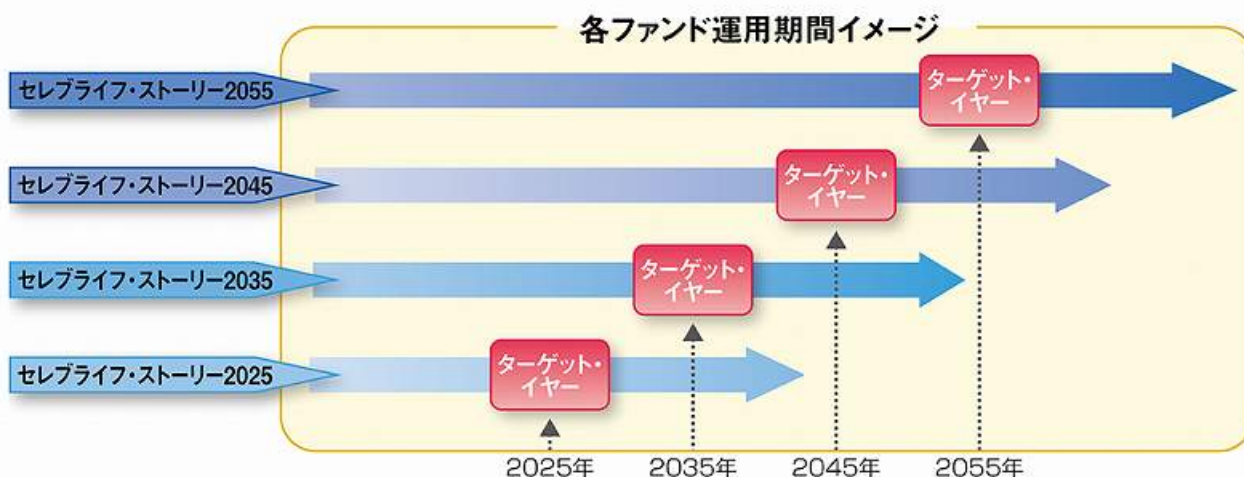 各ファンド運用期間イメージ
セレブライフ・ストーリー2055
ターゲット・
イヤー
セレブライフ・ストーリー2045
ターゲット・
イヤー
セレブライフ・ストーリー2035
ターゲット・
イヤー
セレブライフ・ストーリー2025
ターゲット・
イヤー
2025年 2035年 2045年 2055年